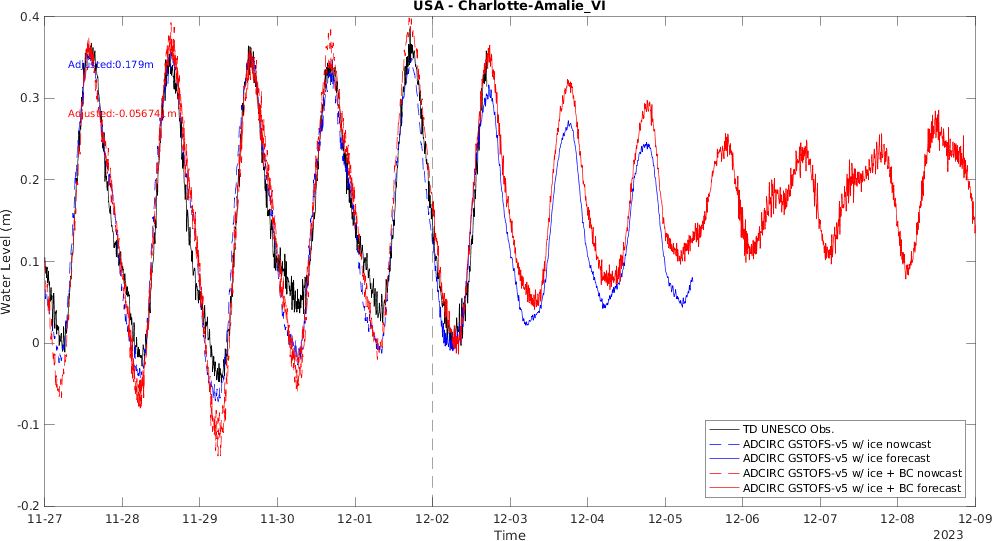 USA - Charlotte-Amalie_VI
0.4
0.3
0.2
0.1
0
-0.1
-0.2
Water Level (m)
Adjusted:0.179m
Adjusted:-0.056741m
TD UNESCO Obs.
ADCIRC GSTOFS-v5 w/ ice nowcast
ADCIRC GSTOFS-v5 w/ ice forecast
ADCIRC GSTOFS-v5 w/ ice + BC nowcast
ADCIRC GSTOFS-v5 w/ ice + BC forecast
11-27 11-28 11-29 11-30 12-01 12-02 12-03 12-04 12-05 12-06 12-07 12-08 12-09
Time
2023